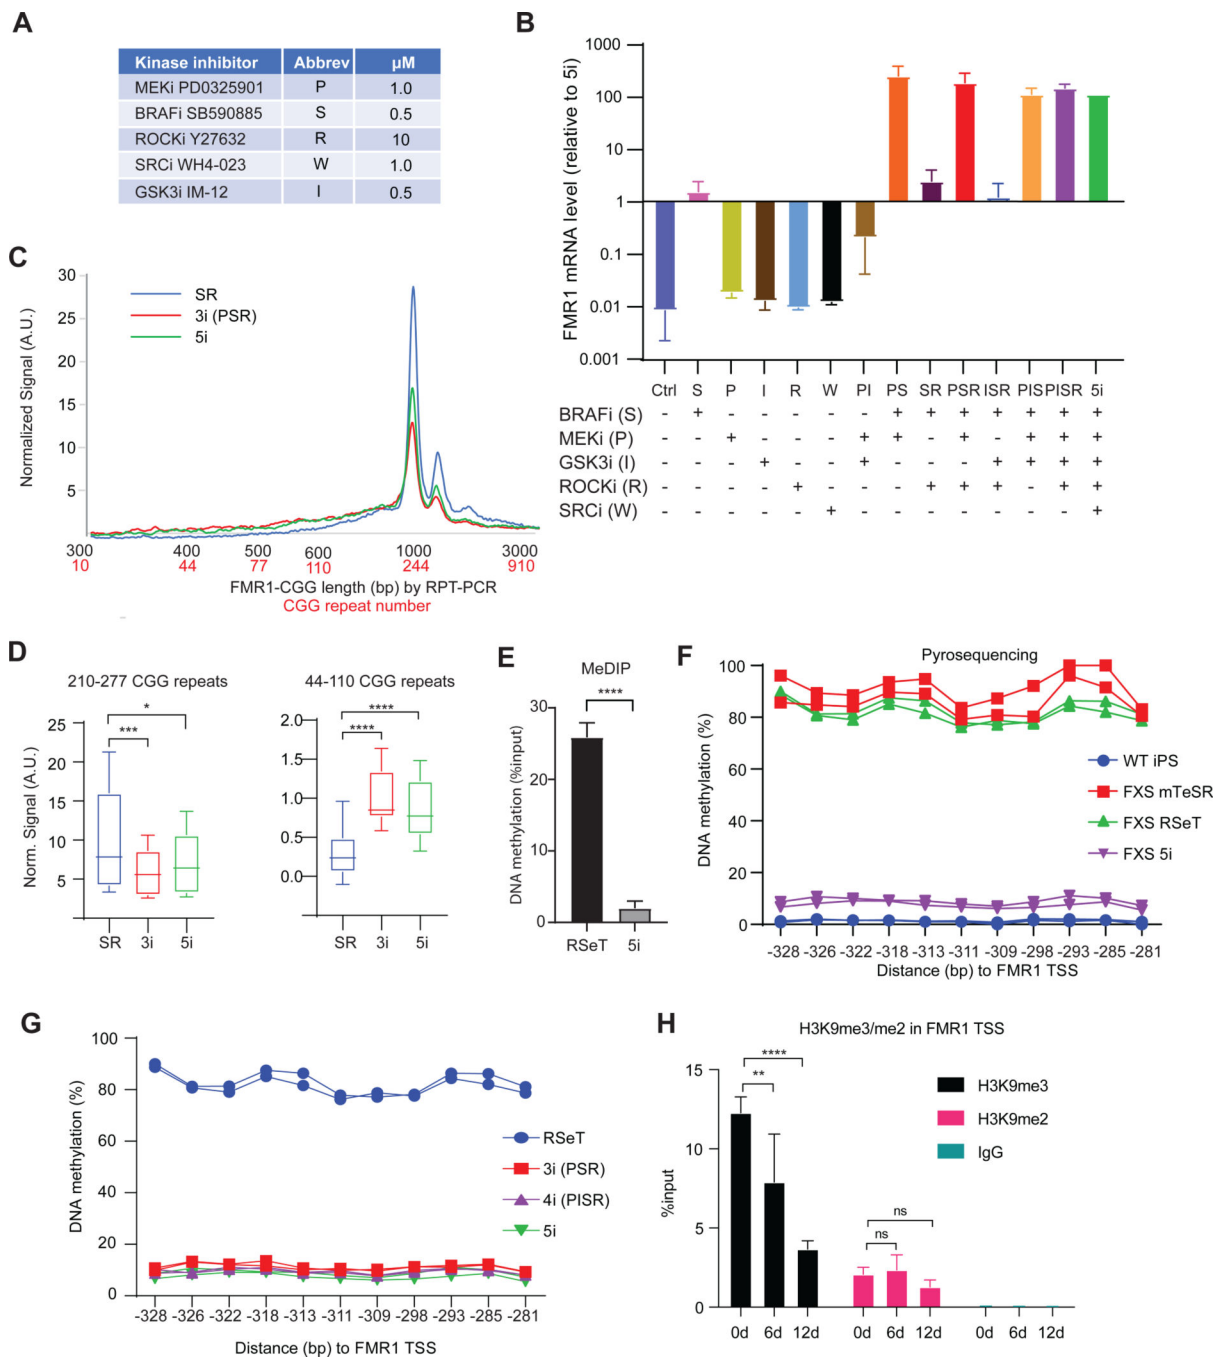 A
Kinase inhibitor Abbrev µM
MEKi PD0325901 P 1.0
BRAFi SB590885 S 0.5
ROCKi Y27632 R 10
SRCi WH4-023 W 1.0
GSK3i IM-12 I 0.5
B
FMR1 mRNA level (relative to 5i)
1000
100
10
1
0.1
0.01
0.001
Ctrl S P I R W PI PS SR PSR ISR PIS PISR 5i
BRAFi (S) - + - - - - - + + + + + + +
MEKi (P) - - + - - - + + - + - + + +
GSK3i (I) - - - + - - + - - - + + + +
ROCKi (R) - - - - + - - - + + + - + +
SRCi (W) - - - - - + - - - - - - - +
C
Normalized Signal (A.U.)
30
25
20
15
10
5
SR
3i (PSR)
5i
300 400 500 600 1000 3000
10 44 77 110 244 910
FMR1-CGG length (bp) by RPT-PCR
CGG repeat number
D
210-277 CGG repeats
Norm. Signal (A.U.)
25
20
15
10
5
*
***
SR 3i 5i
44-110 CGG repeats
2.0
1.5
1.0
0.5
0.0
****
****
SR 3i 5i
E
MeDIP
****
DNA methylation (%input)
30
20
10
0
RSeT 5i
F
Pyrosequencing
DNA methylation (%)
100
80
60
40
20
0
WT iPS
FXS mTeSR
FXS RSeT
FXS 5i
-328 -326 -322 -318 -313 -311 -309 -298 -293 -285 -281
Distance (bp) to FMR1 TSS
G
DNA methylation (%)
100
80
60
40
20
0
RSeT
3i (PSR)
4i (PISR)
5i
-328 -326 -322 -318 -313 -311 -309 -298 -293 -285 -281
Distance (bp) to FMR1 TSS
H
H3K9me3/me2 in FMR1 TSS
%input
15
10
5
0
****
**
ns
ns
H3K9me3
H3K9me2
IgG
0d 6d 12d 0d 6d 12d 0d 6d 12d